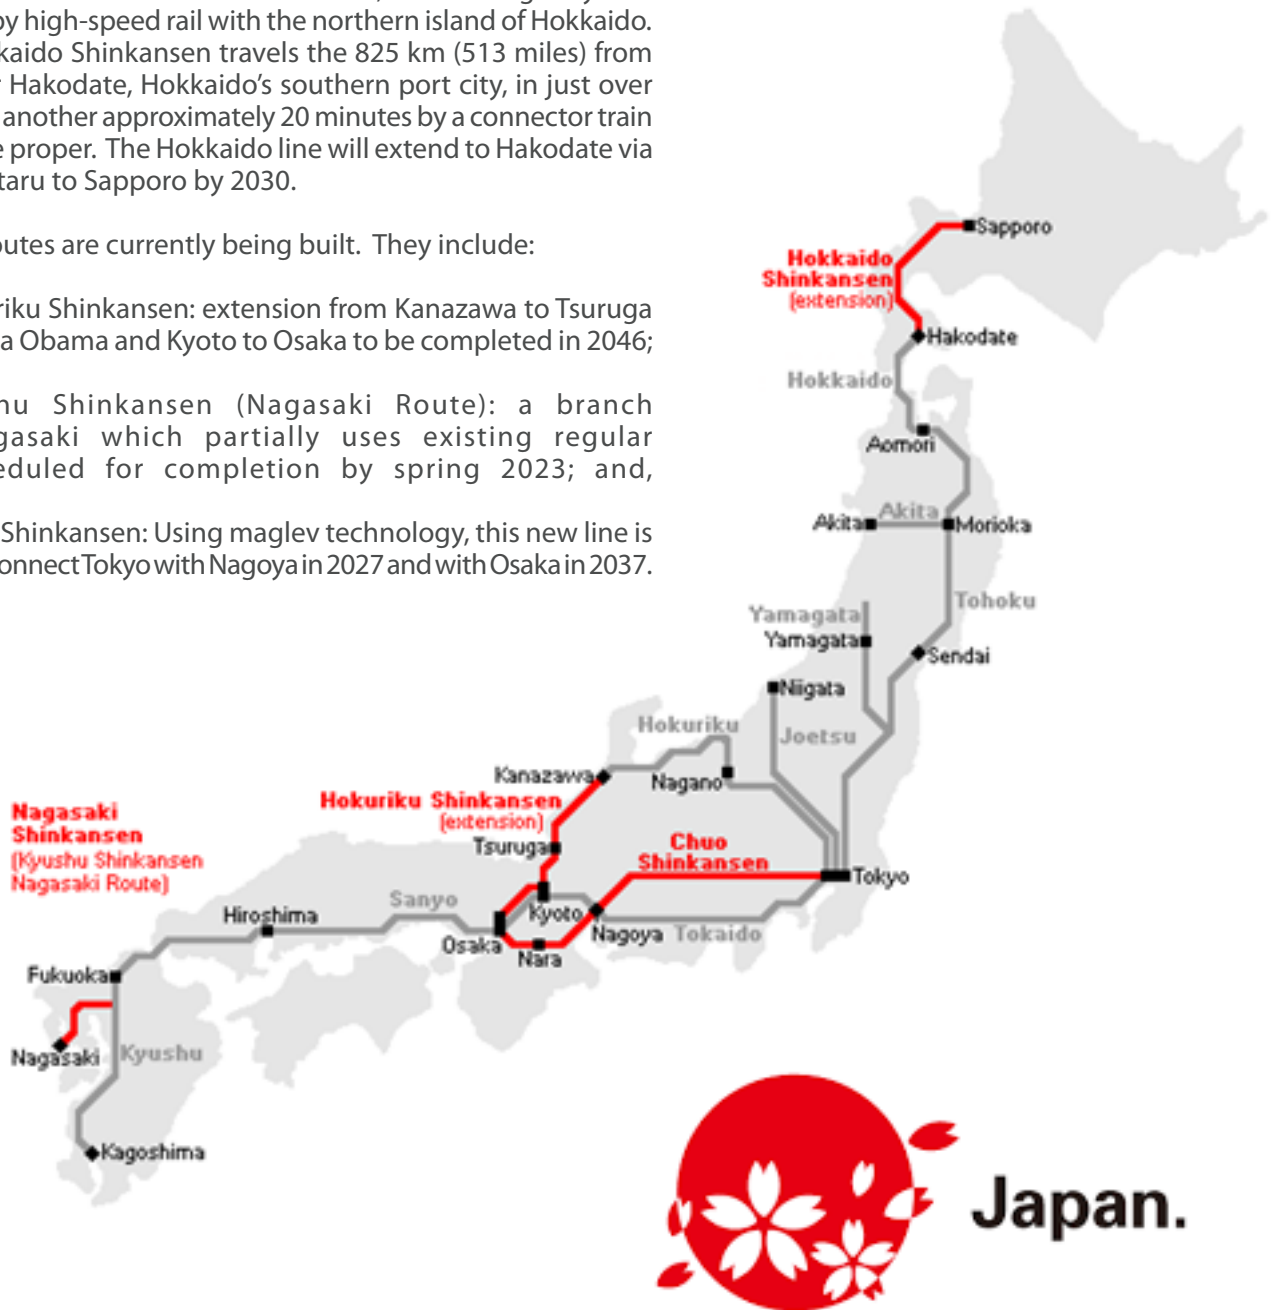 by high-speed rail with the northern island of Hokkaido.
kaido Shinkansen travels the 825 km (513 miles) from
Hakodate, Hokkaido’s southern port city, in just over
another approximately 20 minutes by a connector train
e proper. The Hokkaido line will extend to Hakodate via
taru to Sapporo by 2030.
outes are currently being built. They include:
riku Shinkansen: extension from Kanazawa to Tsuruga
a Obama and Kyoto to Osaka to be completed in 2046;
hu Shinkansen (Nagasaki Route): a branch
gasaki which partially uses existing regular
eduled for completion by spring 2023; and,
Shinkansen: Using maglev technology, this new line is
onnect Tokyo with Nagoya in 2027 and with Osaka in 2037.
Sapporo
Hokkaido
Shinkansen
(extension)
Hakodate
Hokkaido
Aomori
Akita
Akita
Morioka
Tohoku
Yamagata
Yamagata
Sendai
Niigata
Joetsu
Hokuriku
Kanazawa
Nagano
Hokuriku Shinkansen
(extension)
Tsuruga
Chuo
Shinkansen
Tokyo
Nagasaki
Shinkansen
(Kyushu Shinkansen
Nagasaki Route)
Sanyo
Kyoto
Hiroshima
Osaka
Nara
Nagoya
Tokaido
Fukuoka
Nagasaki
Kyushu
Kagoshima
Japan.